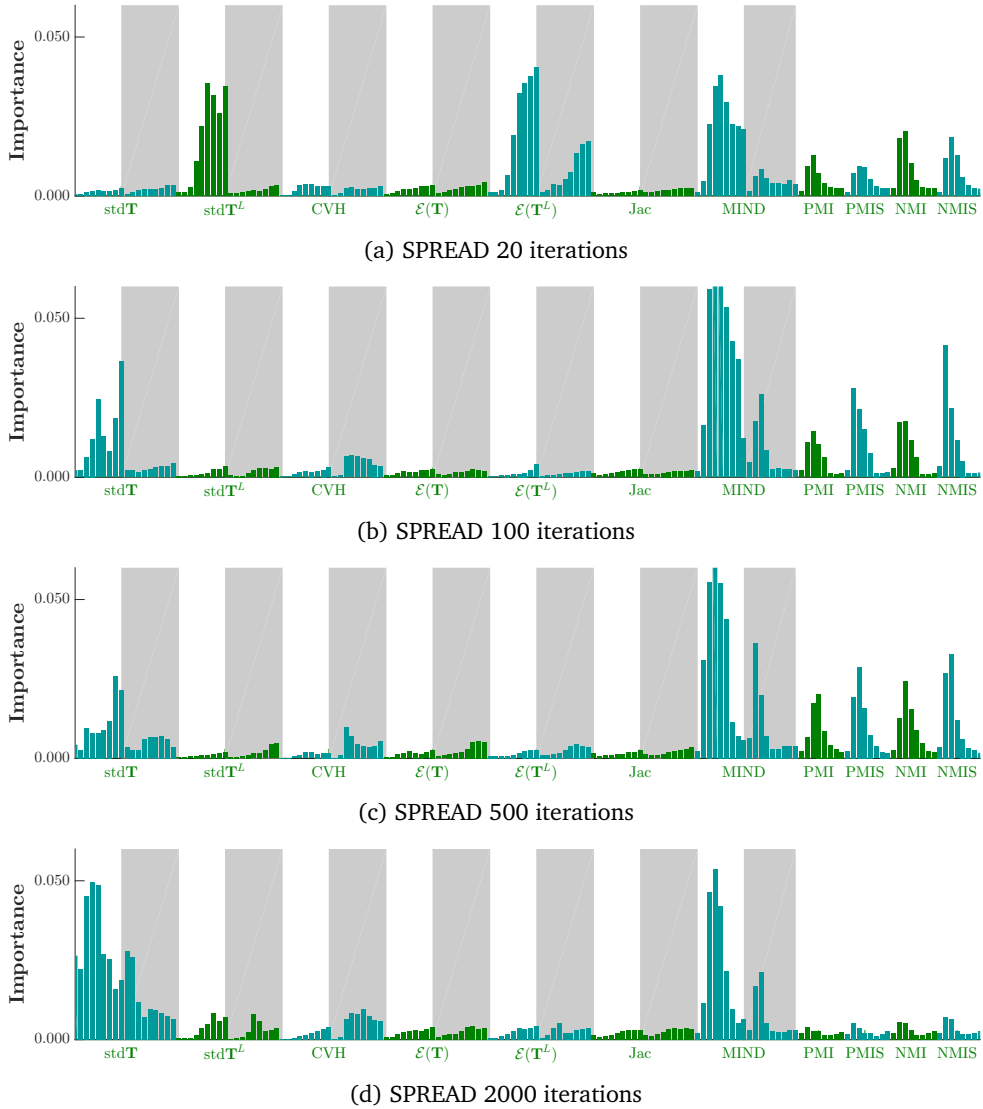 Importance
0.050
0.000
stdT stdT^L CVH ℰ(T) ℰ(T^L) Jac MIND PMI PMIS NMI NMIS
(a) SPREAD 20 iterations
Importance
0.050
0.000
stdT stdT^L CVH ℰ(T) ℰ(T^L) Jac MIND PMI PMIS NMI NMIS
(b) SPREAD 100 iterations
Importance
0.050
0.000
stdT stdT^L CVH ℰ(T) ℰ(T^L) Jac MIND PMI PMIS NMI NMIS
(c) SPREAD 500 iterations
Importance
0.050
0.000
stdT stdT^L CVH ℰ(T) ℰ(T^L) Jac MIND PMI PMIS NMI NMIS
(d) SPREAD 2000 iterations